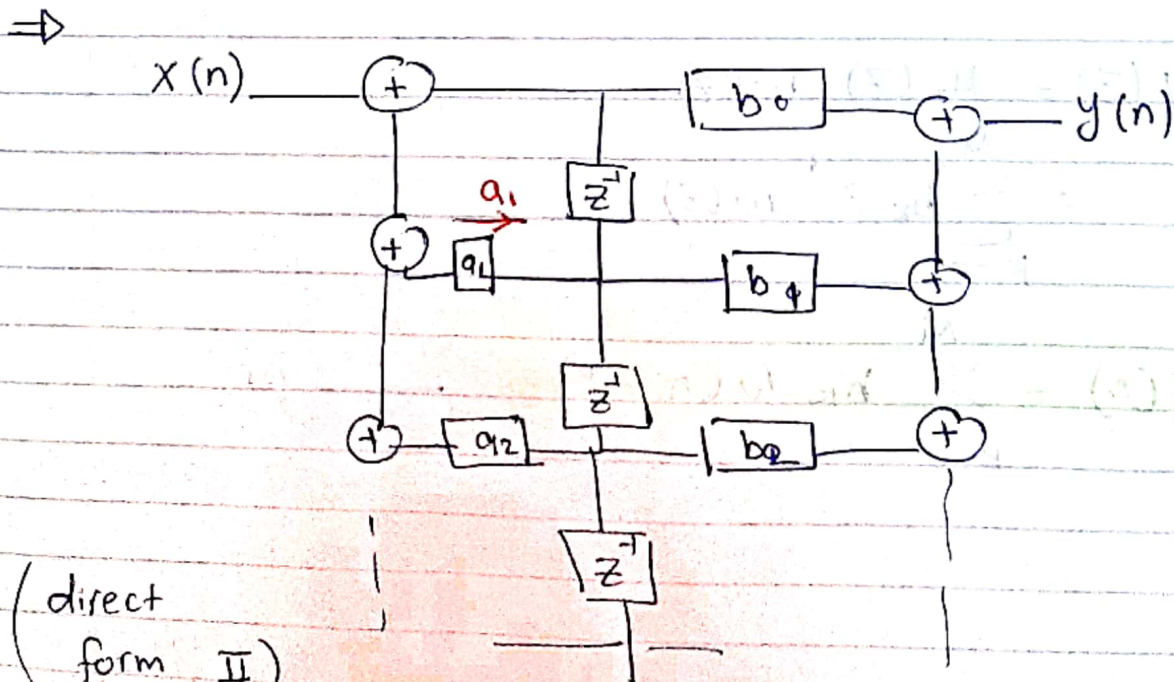 ⇒
x(n) + b0 + y(n)
z⁻¹
a1
+ a1 b1 +
z⁻¹
+ a2 b2 +
z⁻¹
(direct
form II)